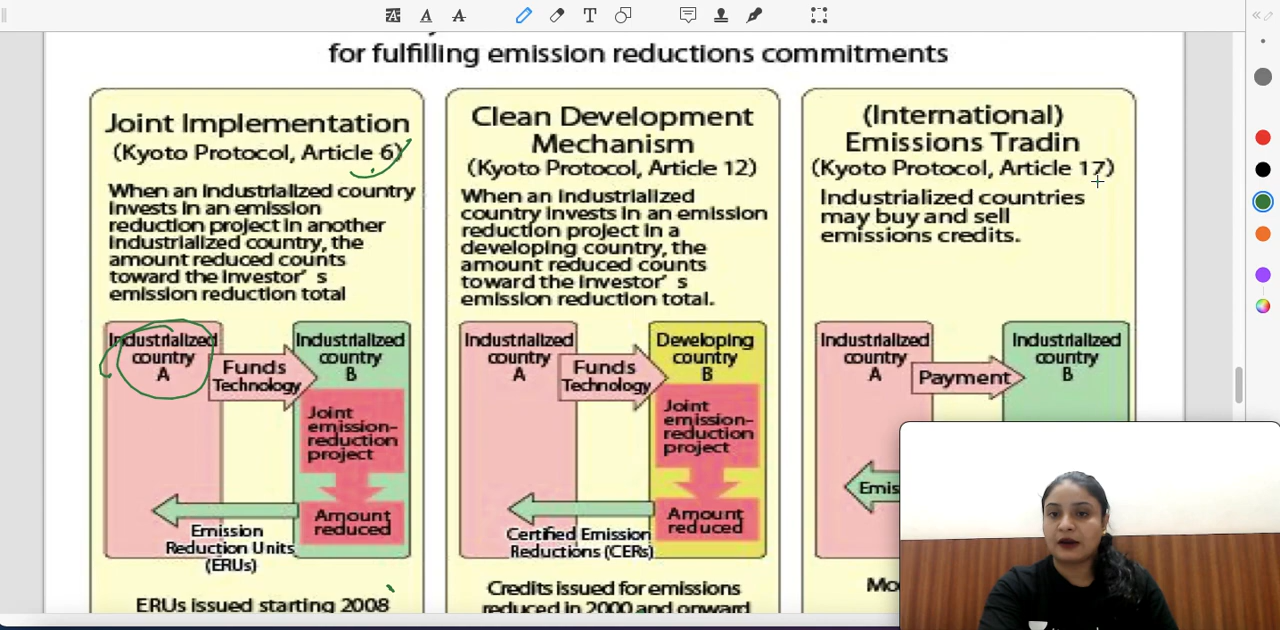 for fulfilling emission reductions commitments
Joint Implementation
(Kyoto Protocol, Article 6)
When an industrialized country
invests in an emission
reduction project in another
industrialized country, the
amount reduced counts
toward the investor's
emission reduction total
Industrialized
country
A
Funds
Technology
Industrialized
country
B
Joint
emission-
reduction
project
Amount
reduced
Emission
Reduction Units
(ERUs)
ERUs issued starting 2008
Clean Development
Mechanism
(Kyoto Protocol, Article 12)
When an industrialized
country invests in an emission
reduction project in a
developing country, the
amount reduced counts
toward the investor's
emission reduction total.
Industrialized
country
A
Funds
Technology
Developing
country
B
Joint
emission-
reduction
project
Amount
reduced
Certified Emission
Reductions (CERs)
Credits issued for emissions
reduced in 2000 and onward
(International)
Emissions Tradin
(Kyoto Protocol, Article 17)
Industrialized countries
may buy and sell
emissions credits.
Industrialized
country
A
Payment
Industrialized
country
B
Emis
Mo